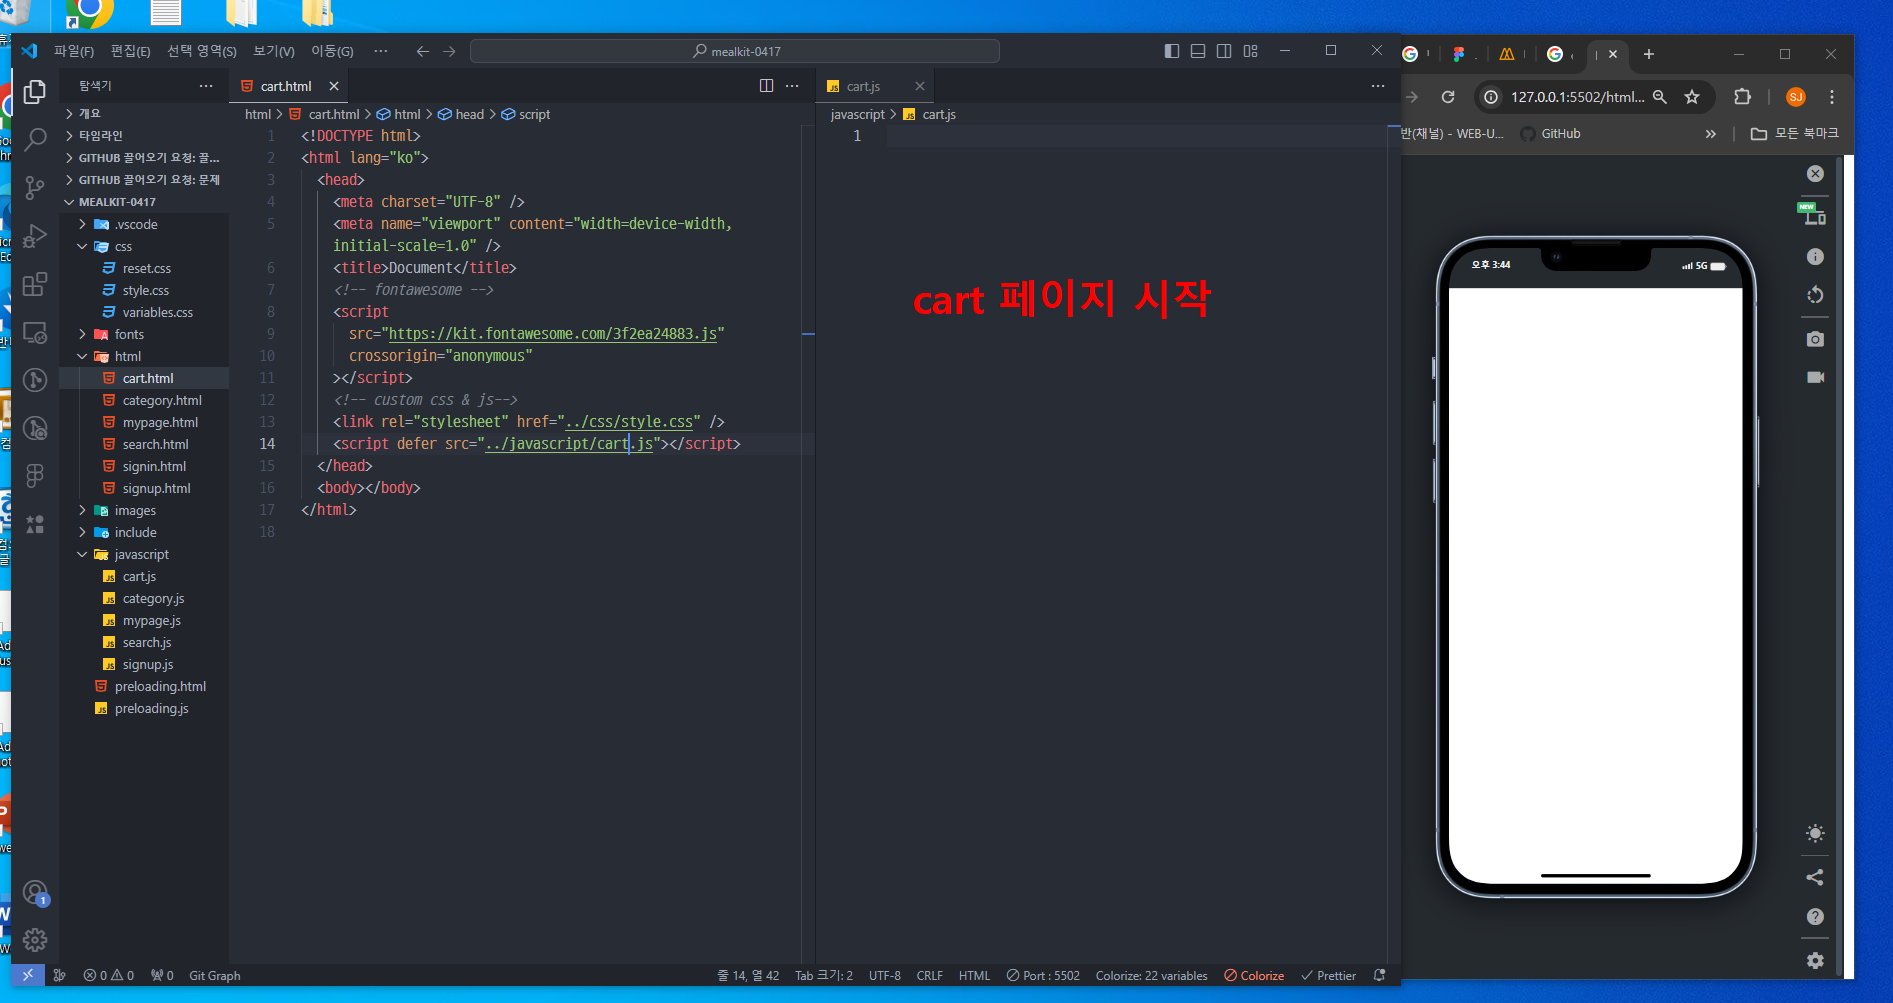 파일(F) 편집(E) 선택 영역(S) 보기(V) 이동(G) ··· mealkit-0417
탐색기 ···
개요
타임라인
GITHUB 끌어오기 요청: 끌...
GITHUB 끌어오기 요청: 문제
MEALKIT-0417
.vscode
css
reset.css
style.css
variables.css
fonts
html
cart.html
category.html
mypage.html
search.html
signin.html
signup.html
images
include
javascript
cart.js
category.js
mypage.js
search.js
signup.js
preloading.html
preloading.js
cart.html
html > cart.html > html > head > script
1 <!DOCTYPE html>
2 <html lang="ko">
3 <head>
4 <meta charset="UTF-8" />
5 <meta name="viewport" content="width=device-width,
initial-scale=1.0" />
6 <title>Document</title>
7 <!-- fontawesome -->
8 <script
9 src="https://kit.fontawesome.com/3f2ea24883.js"
10 crossorigin="anonymous"
11 ></script>
12 <!-- custom css & js-->
13 <link rel="stylesheet" href="../css/style.css" />
14 <script defer src="../javascript/cart.js"></script>
15 </head>
16 <body></body>
17 </html>
18
cart.js
javascript > cart.js
1
cart 페이지 시작
127.0.0.1:5502/html... SJ
반(채널) - WEB-U... GitHub 모든 북마크
NEW
오후 3:44 5G
1
0 0 0 Git Graph 줄 14, 열 42 Tab 크기: 2 UTF-8 CRLF HTML Port : 5502 Colorize: 22 variables Colorize Prettier